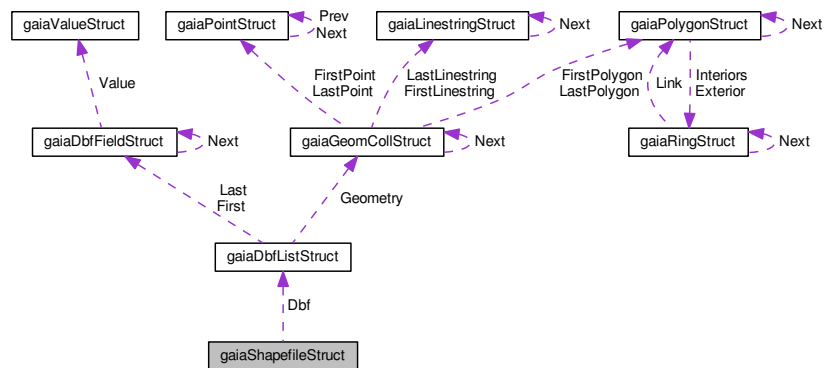 gaiaValueStruct
gaiaPointStruct
Prev
Next
gaiaLinestringStruct
Next
gaiaPolygonStruct
Next
Value
FirstPoint
LastPoint
LastLinestring
FirstLinestring
FirstPolygon
LastPolygon
Link
Interiors
Exterior
gaiaDbfFieldStruct
Next
gaiaGeomCollStruct
Next
gaiaRingStruct
Next
Last
First
Geometry
gaiaDbfListStruct
Dbf
gaiaShapefileStruct